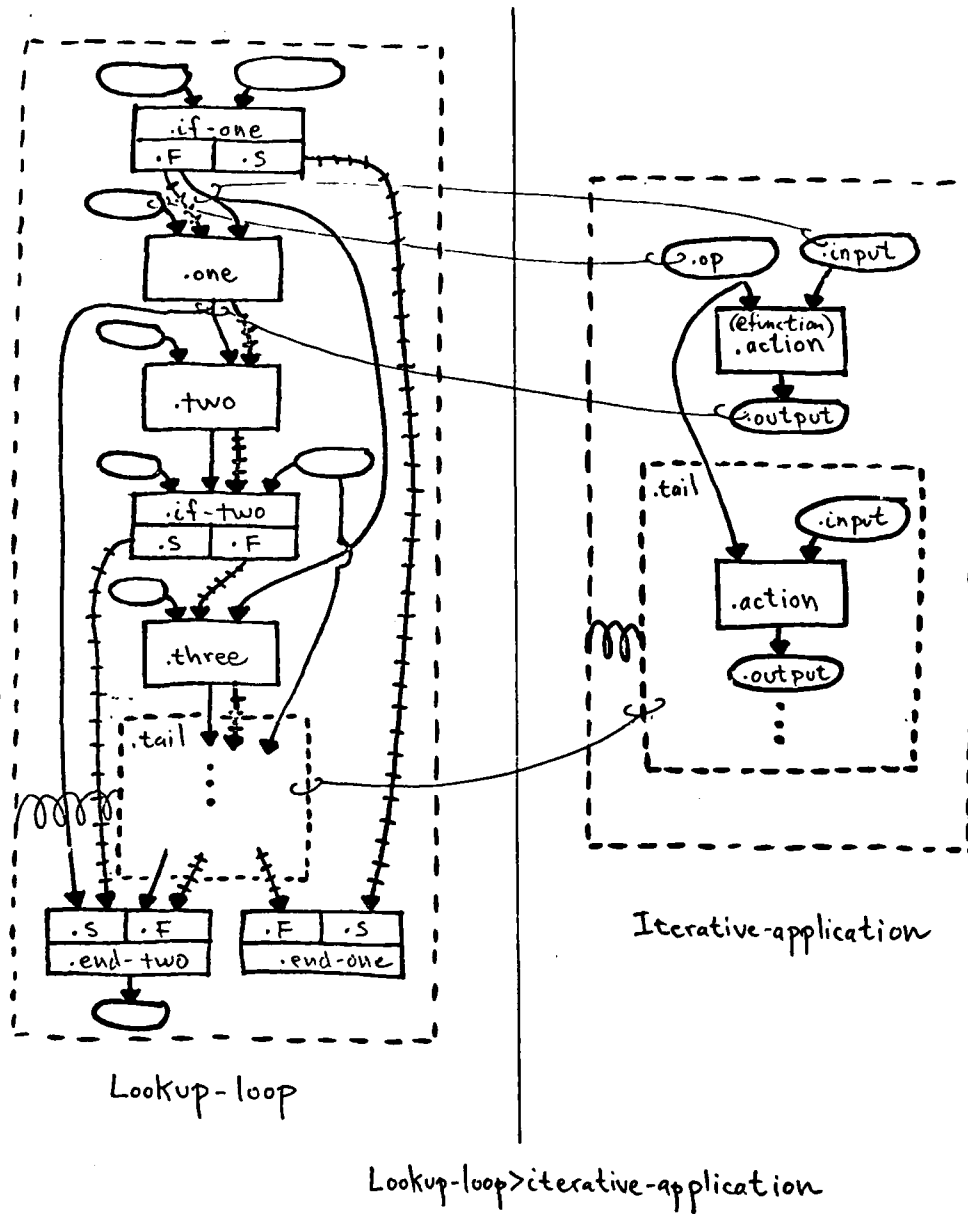 .if-one
.F .S
.one
.two
.if-two
.S .F
.three
.tail
.S .F
.end-two
.F .S
.end-one
Lookup-loop
.op
.input
(@function)
.action
.output
.tail
.input
.action
.output
Iterative-application
Lookup-loop>iterative-application